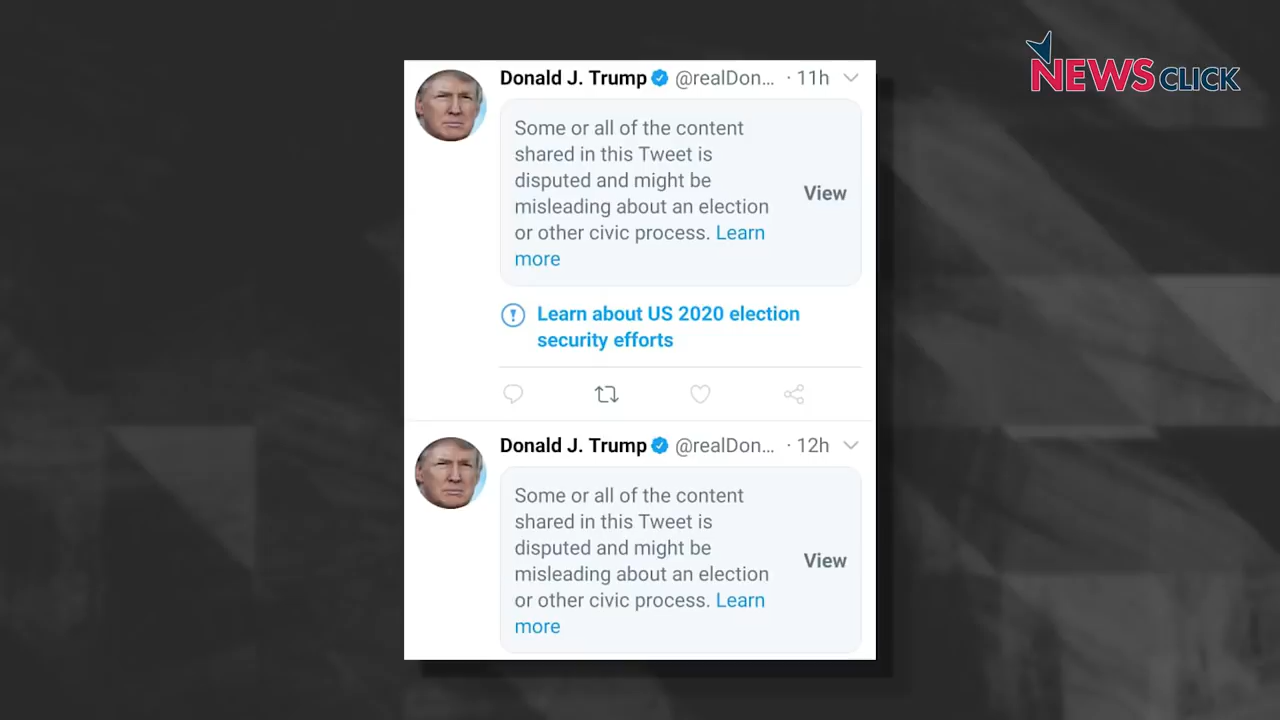 NEWSCLICK
Donald J. Trump @realDon... · 11h
Some or all of the content
shared in this Tweet is
disputed and might be
misleading about an election
or other civic process. Learn
more
View
Learn about US 2020 election
security efforts
Donald J. Trump @realDon... · 12h
Some or all of the content
shared in this Tweet is
disputed and might be
misleading about an election
or other civic process. Learn
more
View